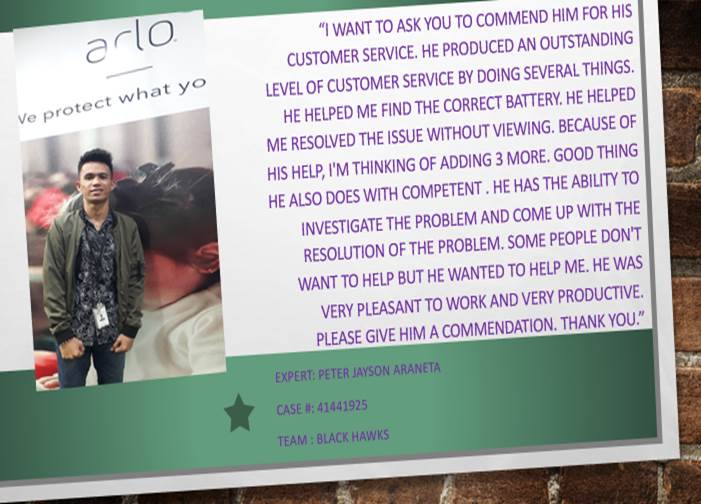 arlo
We protect what yo
"I WANT TO ASK YOU TO COMMEND HIM FOR HIS
CUSTOMER SERVICE. HE PRODUCED AN OUTSTANDING
LEVEL OF CUSTOMER SERVICE BY DOING SEVERAL THINGS.
HE HELPED ME FIND THE CORRECT BATTERY. HE HELPED
ME RESOLVED THE ISSUE WITHOUT VIEWING. BECAUSE OF
HIS HELP, I'M THINKING OF ADDING 3 MORE. GOOD THING
HE ALSO DOES WITH COMPETENT . HE HAS THE ABILITY TO
INVESTIGATE THE PROBLEM AND COME UP WITH THE
RESOLUTION OF THE PROBLEM. SOME PEOPLE DON'T
WANT TO HELP BUT HE WANTED TO HELP ME. HE WAS
VERY PLEASANT TO WORK AND VERY PRODUCTIVE.
PLEASE GIVE HIM A COMMENDATION. THANK YOU."
EXPERT: PETER JAYSON ARANETA
CASE #: 41441925
TEAM : BLACK HAWKS